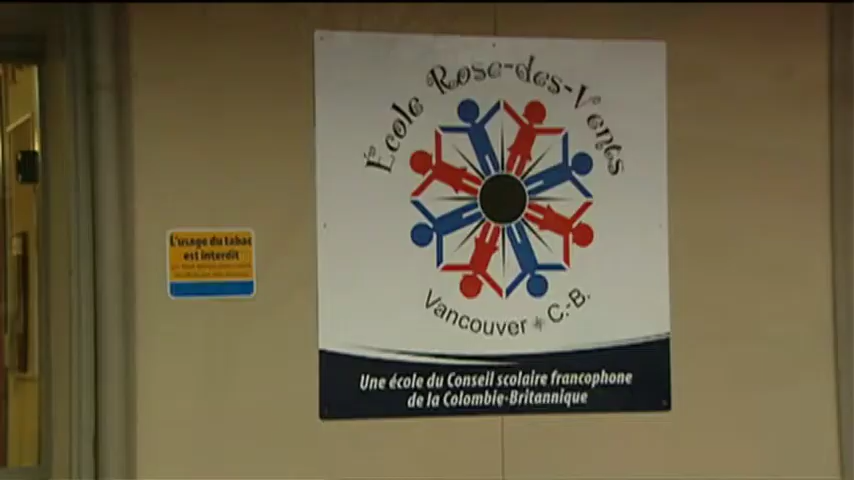 École Rose-des-Vents
Vancouver * C.-B.
Une école du Conseil scolaire francophone
de la Colombie-Britannique
L'usage du tabac
est interdit